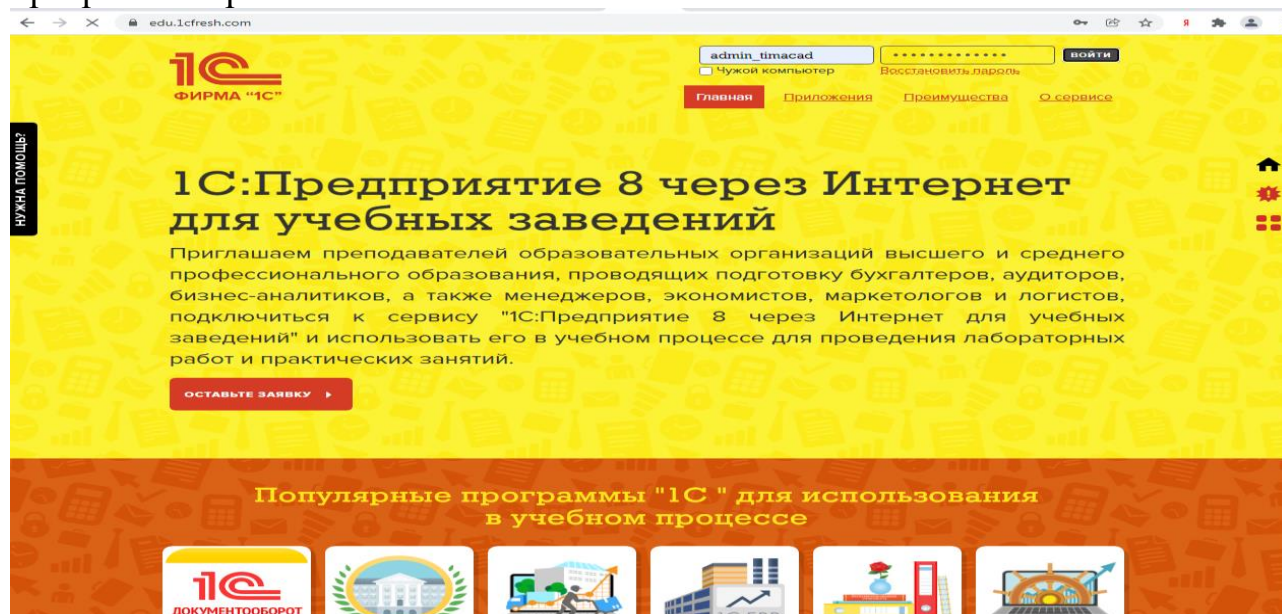 edu.1cfresh.com
Я
1С
ФИРМА "1С"
admin_timacad
•••••••••••••
ВОЙТИ
Чужой компьютер
Восстановить пароль
Главная
Приложения
Преимущества
О сервисе
НУЖНА ПОМОЩЬ?
1С:Предприятие 8 через Интернет
для учебных заведений
Приглашаем преподавателей образовательных организаций высшего и среднего
профессионального образования, проводящих подготовку бухгалтеров, аудиторов,
бизнес-аналитиков, а также менеджеров, экономистов, маркетологов и логистов,
подключиться к сервису "1С:Предприятие 8 через Интернет для учебных
заведений" и использовать его в учебном процессе для проведения лабораторных
работ и практических занятий.
ОСТАВЬТЕ ЗАЯВКУ
Популярные программы "1С " для использования
в учебном процессе
1С
ДОКУМЕНТООБОРОТ